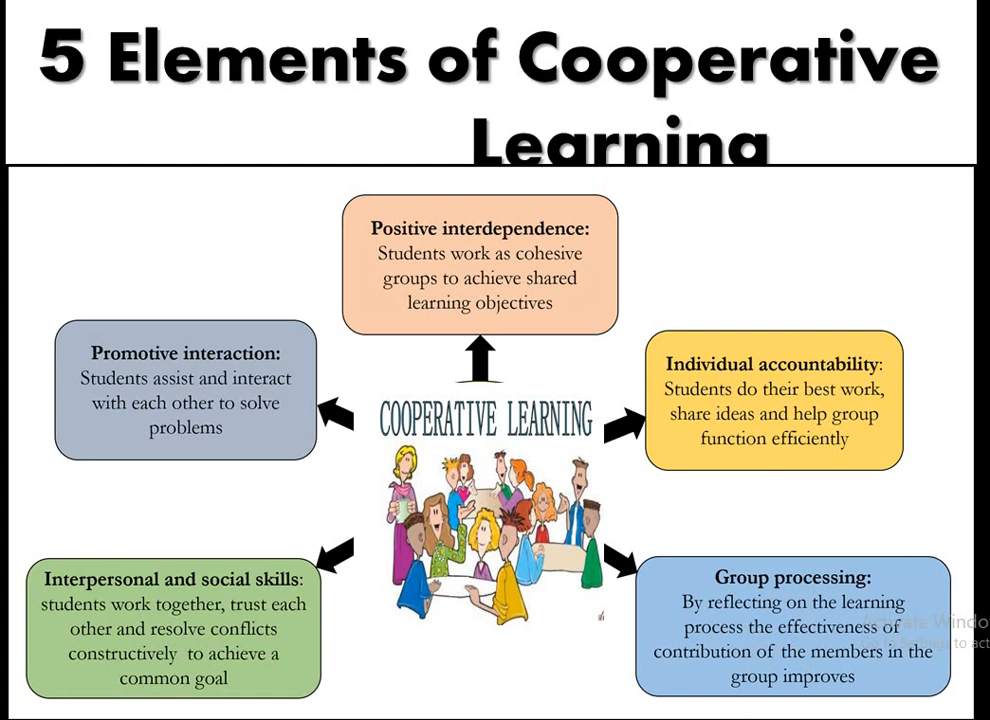 5 Elements of Cooperative
Learning
Positive interdependence:
Students work as cohesive
groups to achieve shared
learning objectives
Promotive interaction:
Students assist and interact
with each other to solve
problems
Individual accountability:
Students do their best work,
share ideas and help group
function efficiently
COOPERATIVE LEARNING
Interpersonal and social skills:
students work together, trust each
other and resolve conflicts
constructively to achieve a
common goal
Group processing:
By reflecting on the learning
process the effectiveness of
contribution of the members in the
group improves
Activate Windo
to act